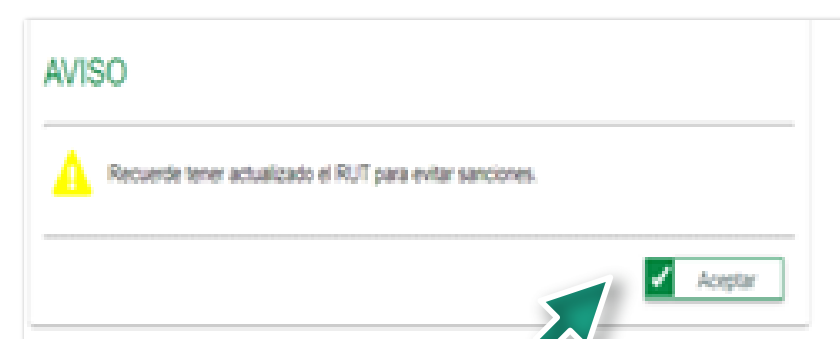 AVISO
Recuerde tener actualizado el RUT para evitar sanciones.
Aceptar